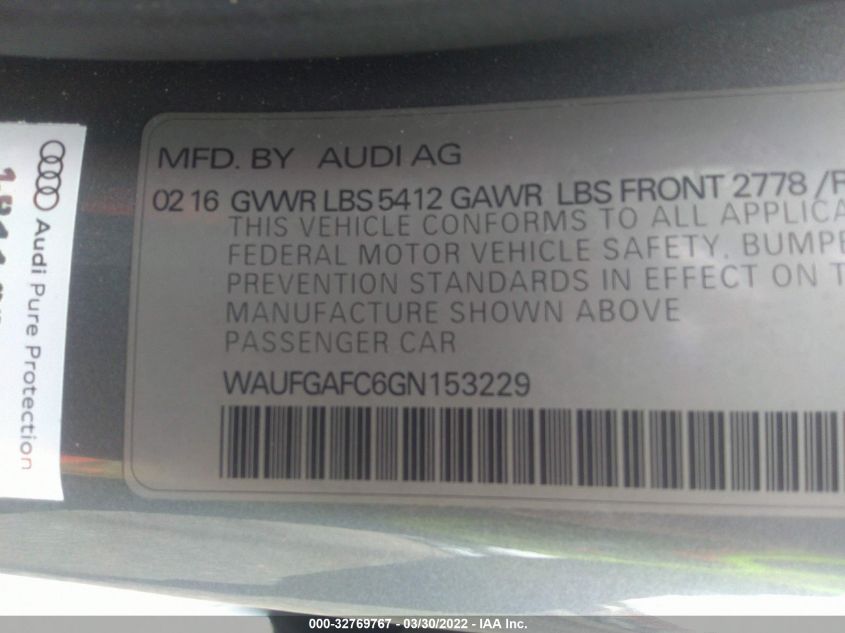 MFD. BY AUDI AG
02 16 GVWR LBS 5412 GAWR LBS FRONT 2778 /R
THIS VEHICLE CONFORMS TO ALL APPLICA
FEDERAL MOTOR VEHICLE SAFETY, BUMPE
PREVENTION STANDARDS IN EFFECT ON T
MANUFACTURE SHOWN ABOVE
PASSENGER CAR
WAUFGAFC6GN153229
Audi Pure Protection
000-32769767 - 03/30/2022 - IAA Inc.